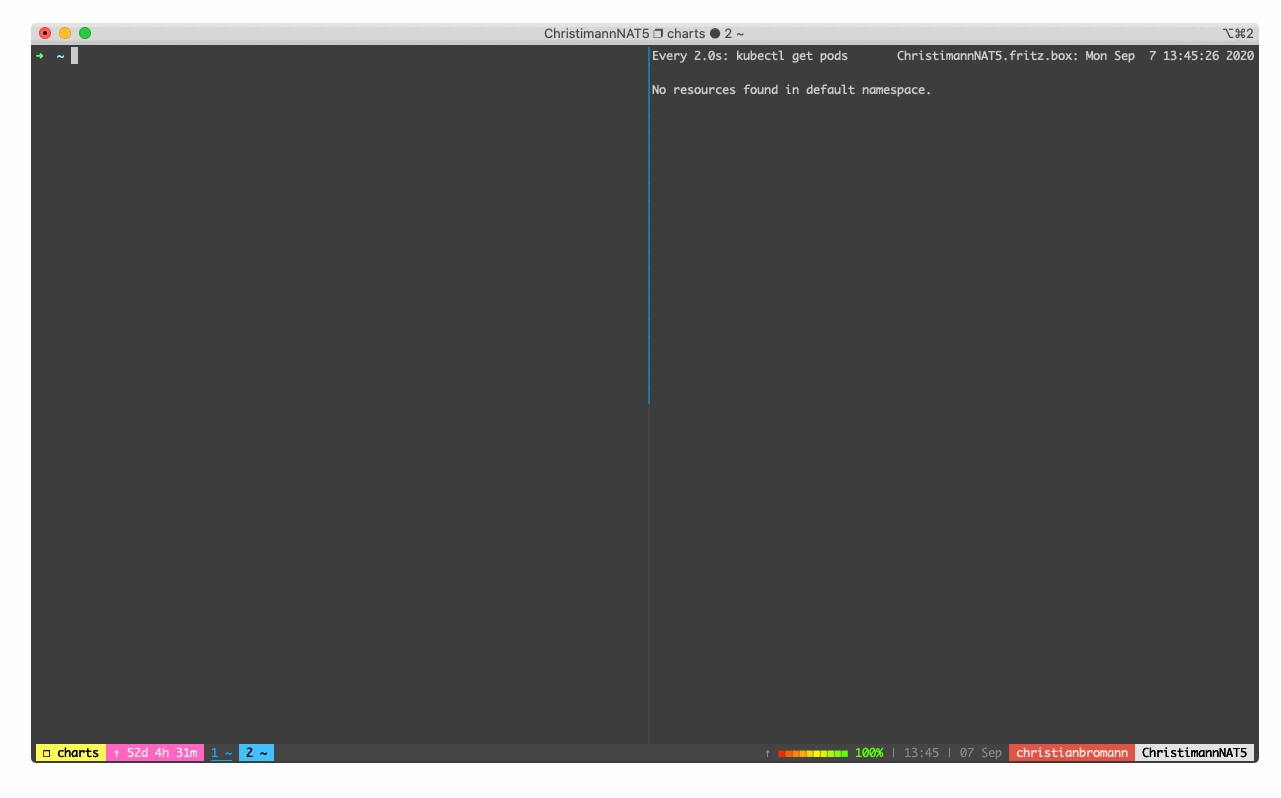 ChristimannNAT5 ❐ charts ● 2 ~ ⌥⌘2
➜ ~
Every 2.0s: kubectl get pods ChristimannNAT5.fritz.box: Mon Sep 7 13:45:26 2020
No resources found in default namespace.
❐ charts ↑ 52d 4h 31m 1 ~ 2 ~ ↑ 100% | 13:45 | 07 Sep christianbromann ChristimannNAT5